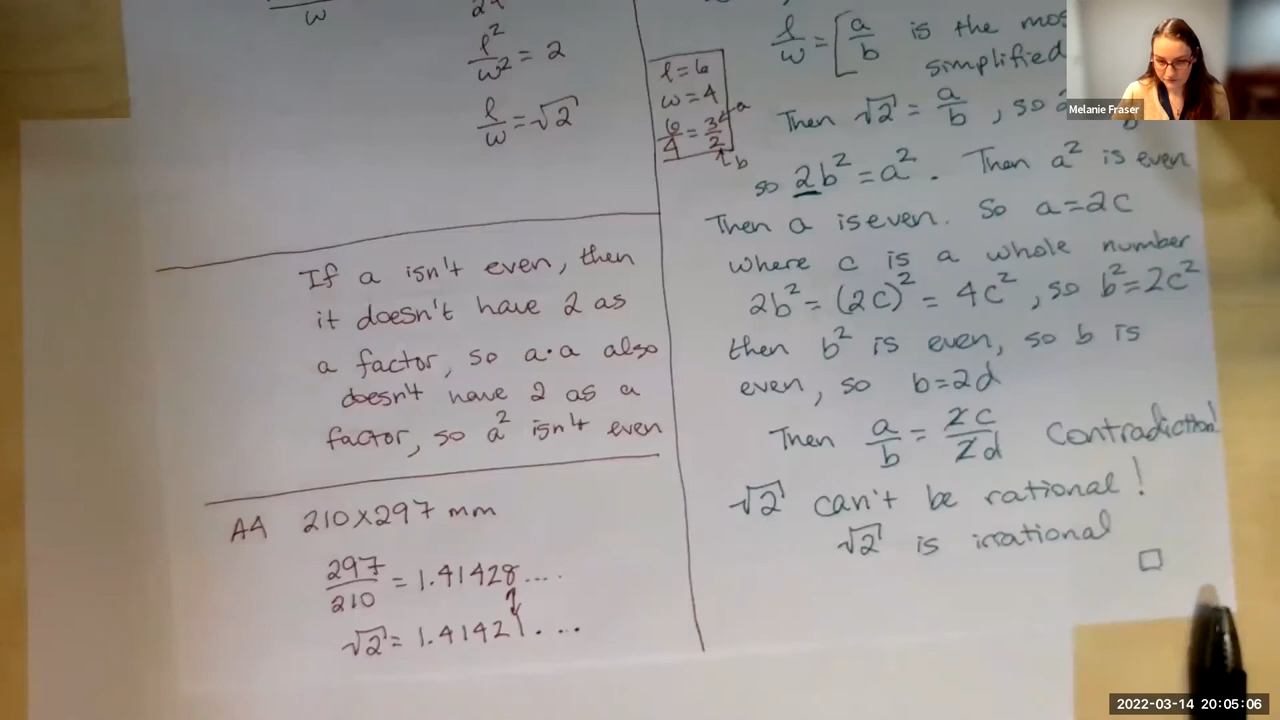 w
l²/w² = 2
l/w = √2
If a isn't even, then
it doesn't have 2 as
a factor, so a·a also
doesn't have 2 as a
factor, so a² isn't even
A4 210×297 mm
297/210 = 1.41428....
√2 = 1.41421...
l=6
w=4
6/4 = 3/2
a
b
l/w = [a/b is the
simplified
Then √2 = a/b, so
so 2b² = a². Then a² is even
Then a is even. So a=2c
where c is a whole number
2b² = (2c)² = 4c², so b²=2c²
then b² is even, so b is
even, so b=2d
Then a/b = 2c/2d Contradiction!
√2 can't be rational!
√2 is irrational
□
Melanie Fraser
2022-03-14 20:05:06